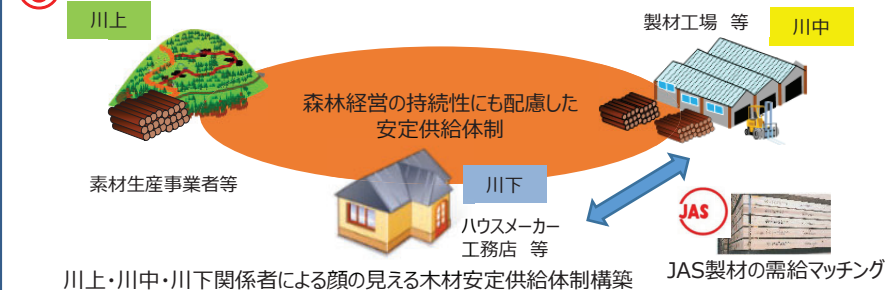 川上
製材工場 等
川中
森林経営の持続性にも配慮した
安定供給体制
素材生産事業者等
川下
ハウスメーカー
工務店 等
JAS
川上・川中・川下関係者による顔の見える木材安定供給体制構築
JAS製材の需給マッチング